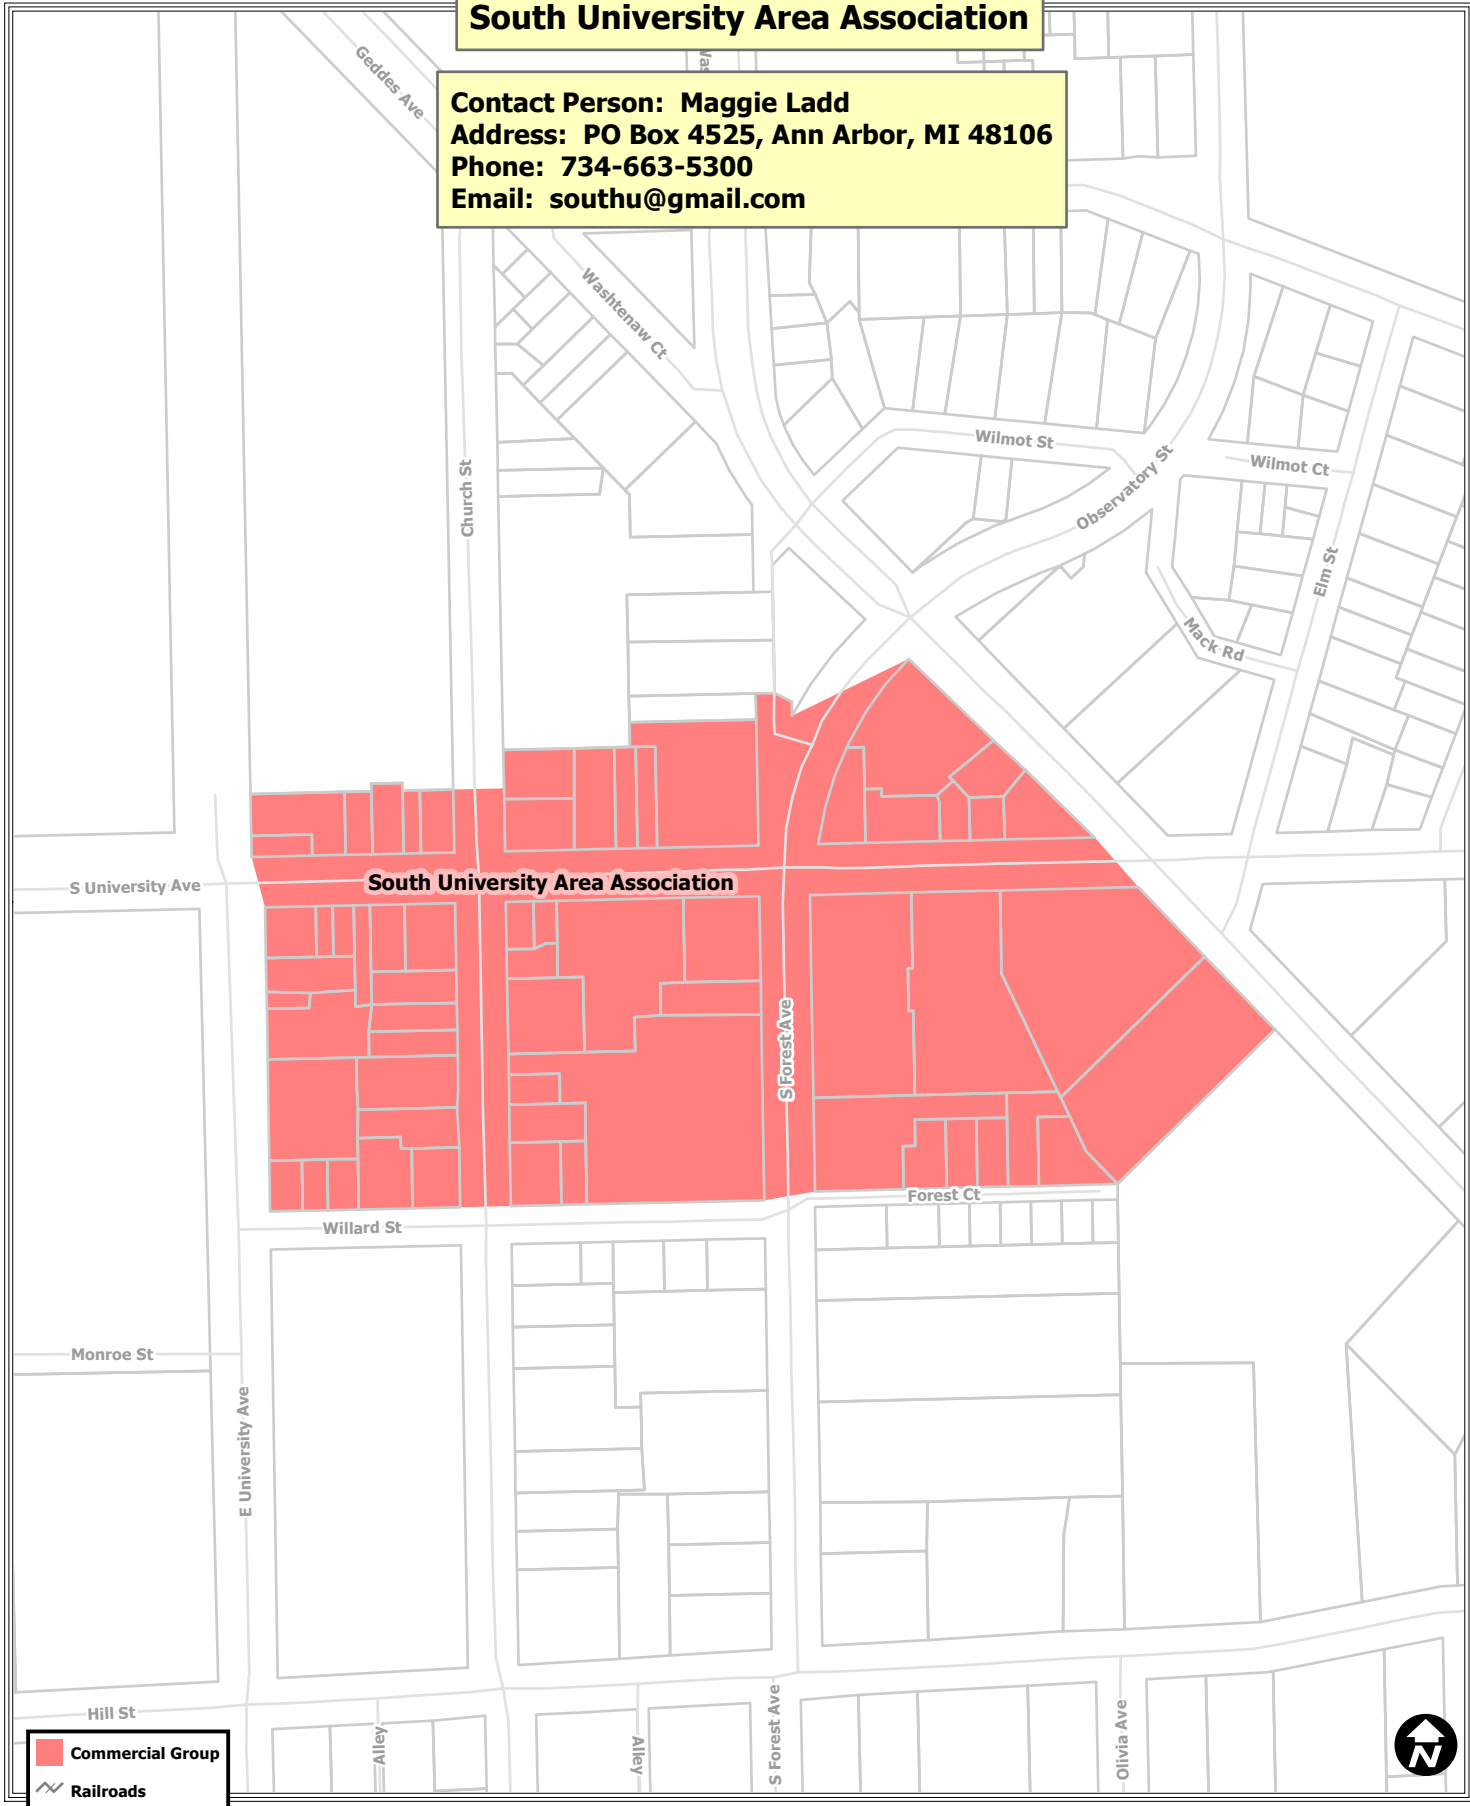 South University Area Association
Contact Person:  Maggie Ladd
Address:  PO Box 4525, Ann Arbor, MI 48106
Phone:  734-663-5300
Email:  southu@gmail.com
Geddes Ave
Washtenaw Ct
Church St
Wilmot St
Wilmot Ct
Observatory St
Elm St
Mack Rd
S University Ave
South University Area Association
S Forest Ave
Forest Ct
Willard St
Monroe St
E University Ave
Hill St
Alley
Alley
S Forest Ave
Olivia Ave
Commercial Group
Railroads
N